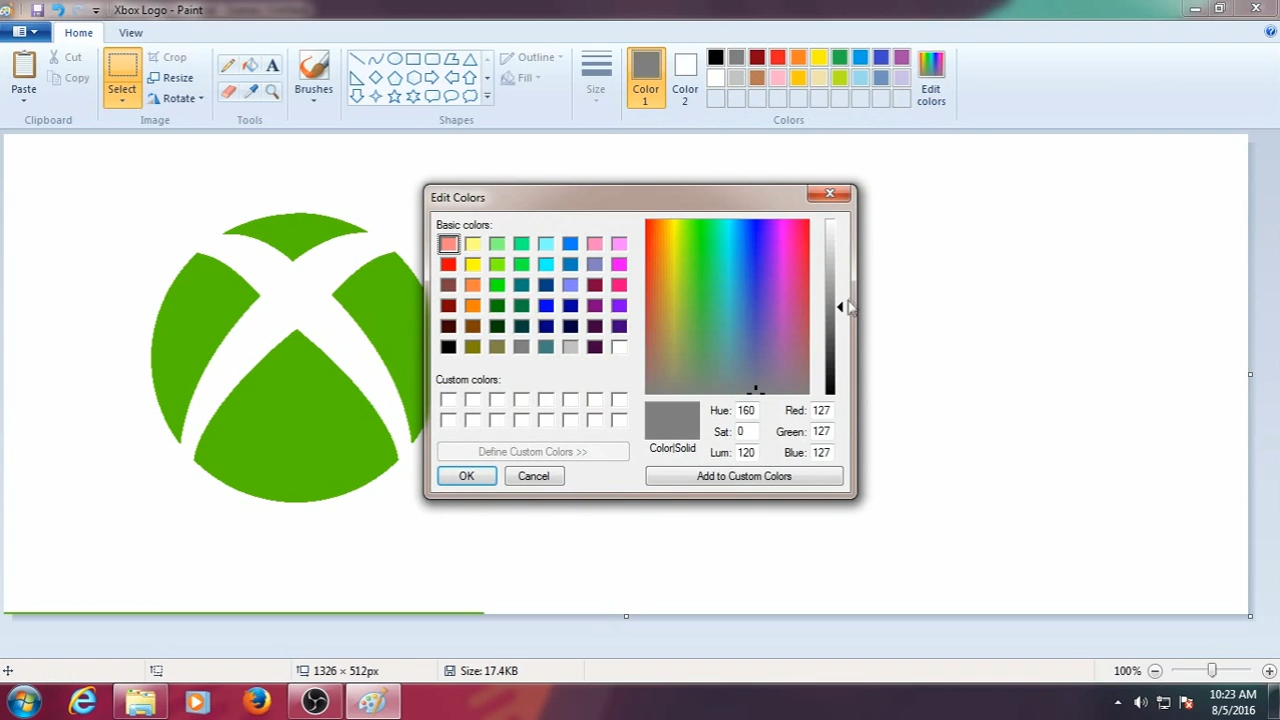 Xbox Logo - Paint
Home
View
Paste
Cut
Copy
Clipboard
Select
Crop
Resize
Rotate
Image
Tools
Brushes
Shapes
Outline
Fill
Size
Color
1
Color
2
Edit
colors
Colors
Edit Colors
Basic colors:
Custom colors:
Define Custom Colors >>
OK
Cancel
Color|Solid
Hue: 160
Sat: 0
Lum: 120
Red: 127
Green: 127
Blue: 127
Add to Custom Colors
1326 × 512px
Size: 17.4KB
100%
10:23 AM
8/5/2016